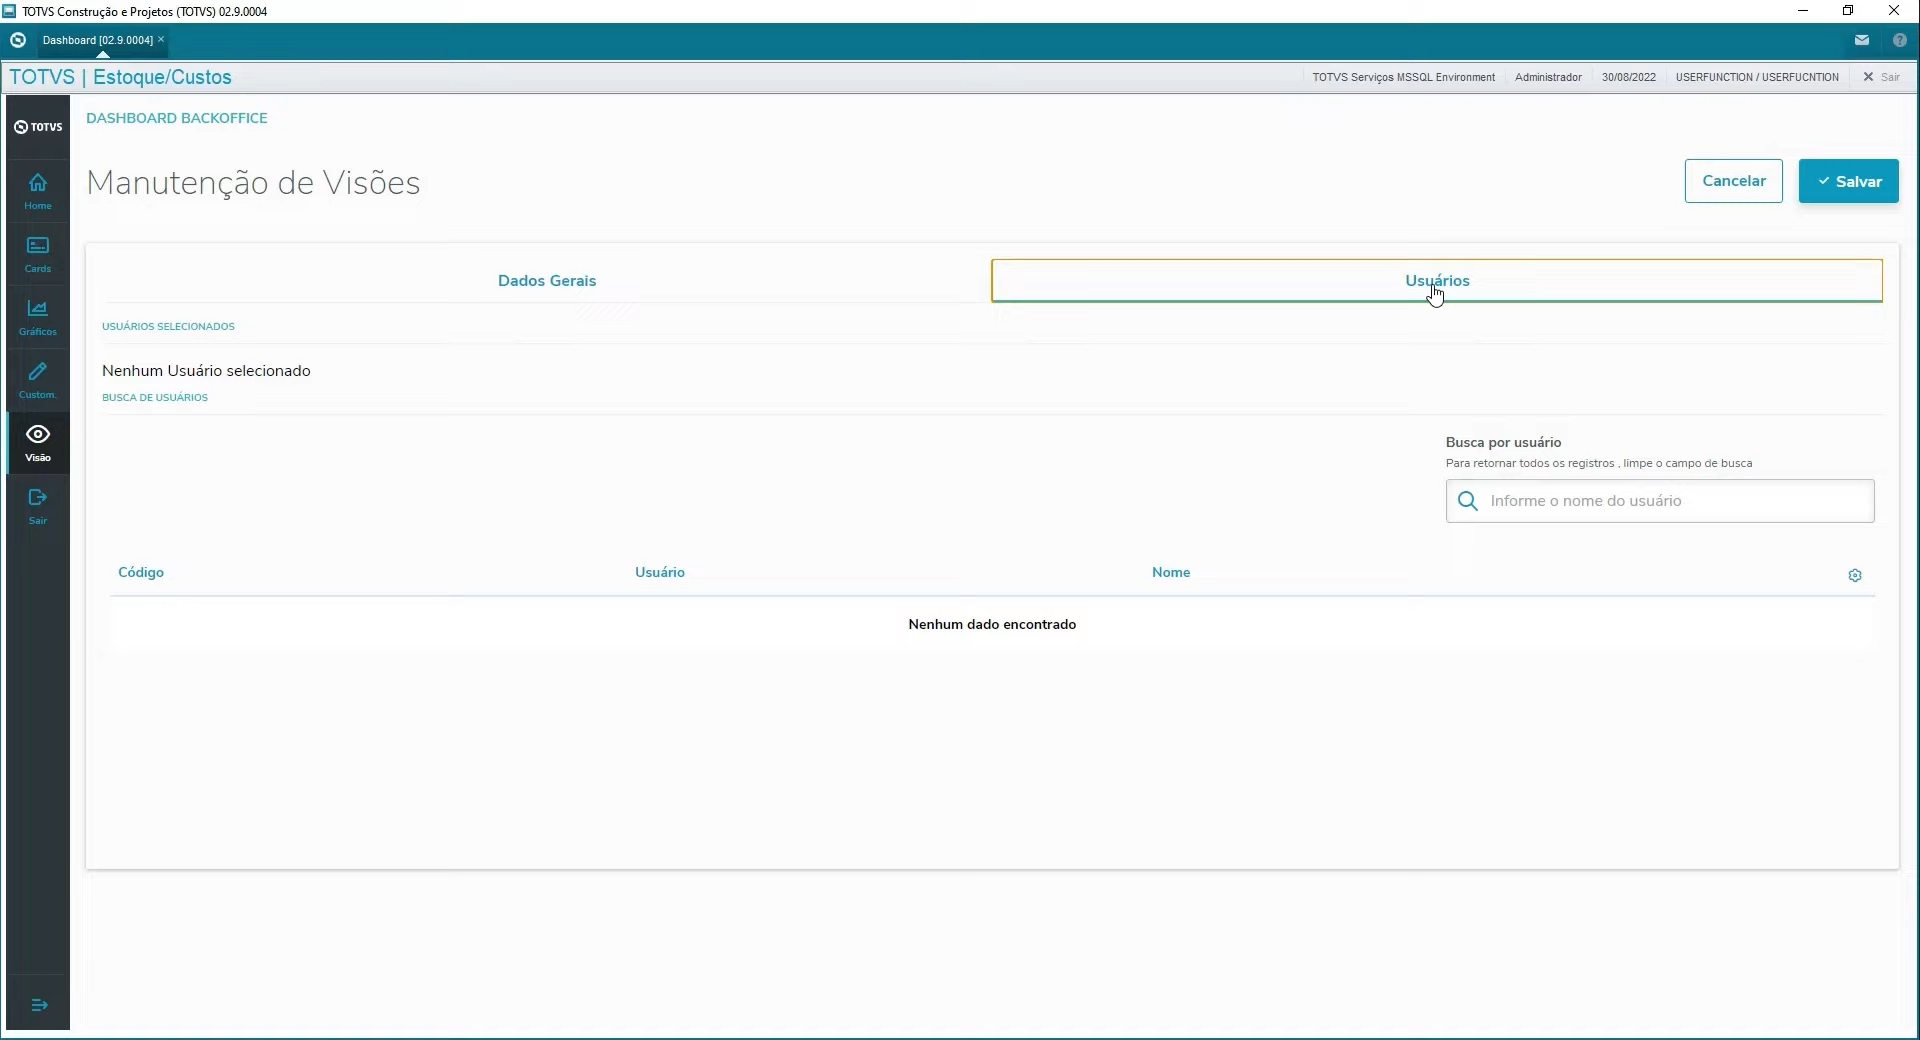 TOTVS Construção e Projetos (TOTVS) 02.9.0004
Dashboard [02.9.0004] ×
TOTVS | Estoque/Custos
TOTVS Serviços MSSQL Environment
Administrador
30/08/2022
USERFUNCTION / USERFUCNTION
Sair
TOTVS
DASHBOARD BACKOFFICE
Manutenção de Visões
Cancelar
Salvar
Home
Cards
Gráficos
Custom.
Visão
Sair
Dados Gerais
Usuários
USUÁRIOS SELECIONADOS
Nenhum Usuário selecionado
BUSCA DE USUÁRIOS
Busca por usuário
Para retornar todos os registros , limpe o campo de busca
Informe o nome do usuário
Código
Usuário
Nome
Nenhum dado encontrado